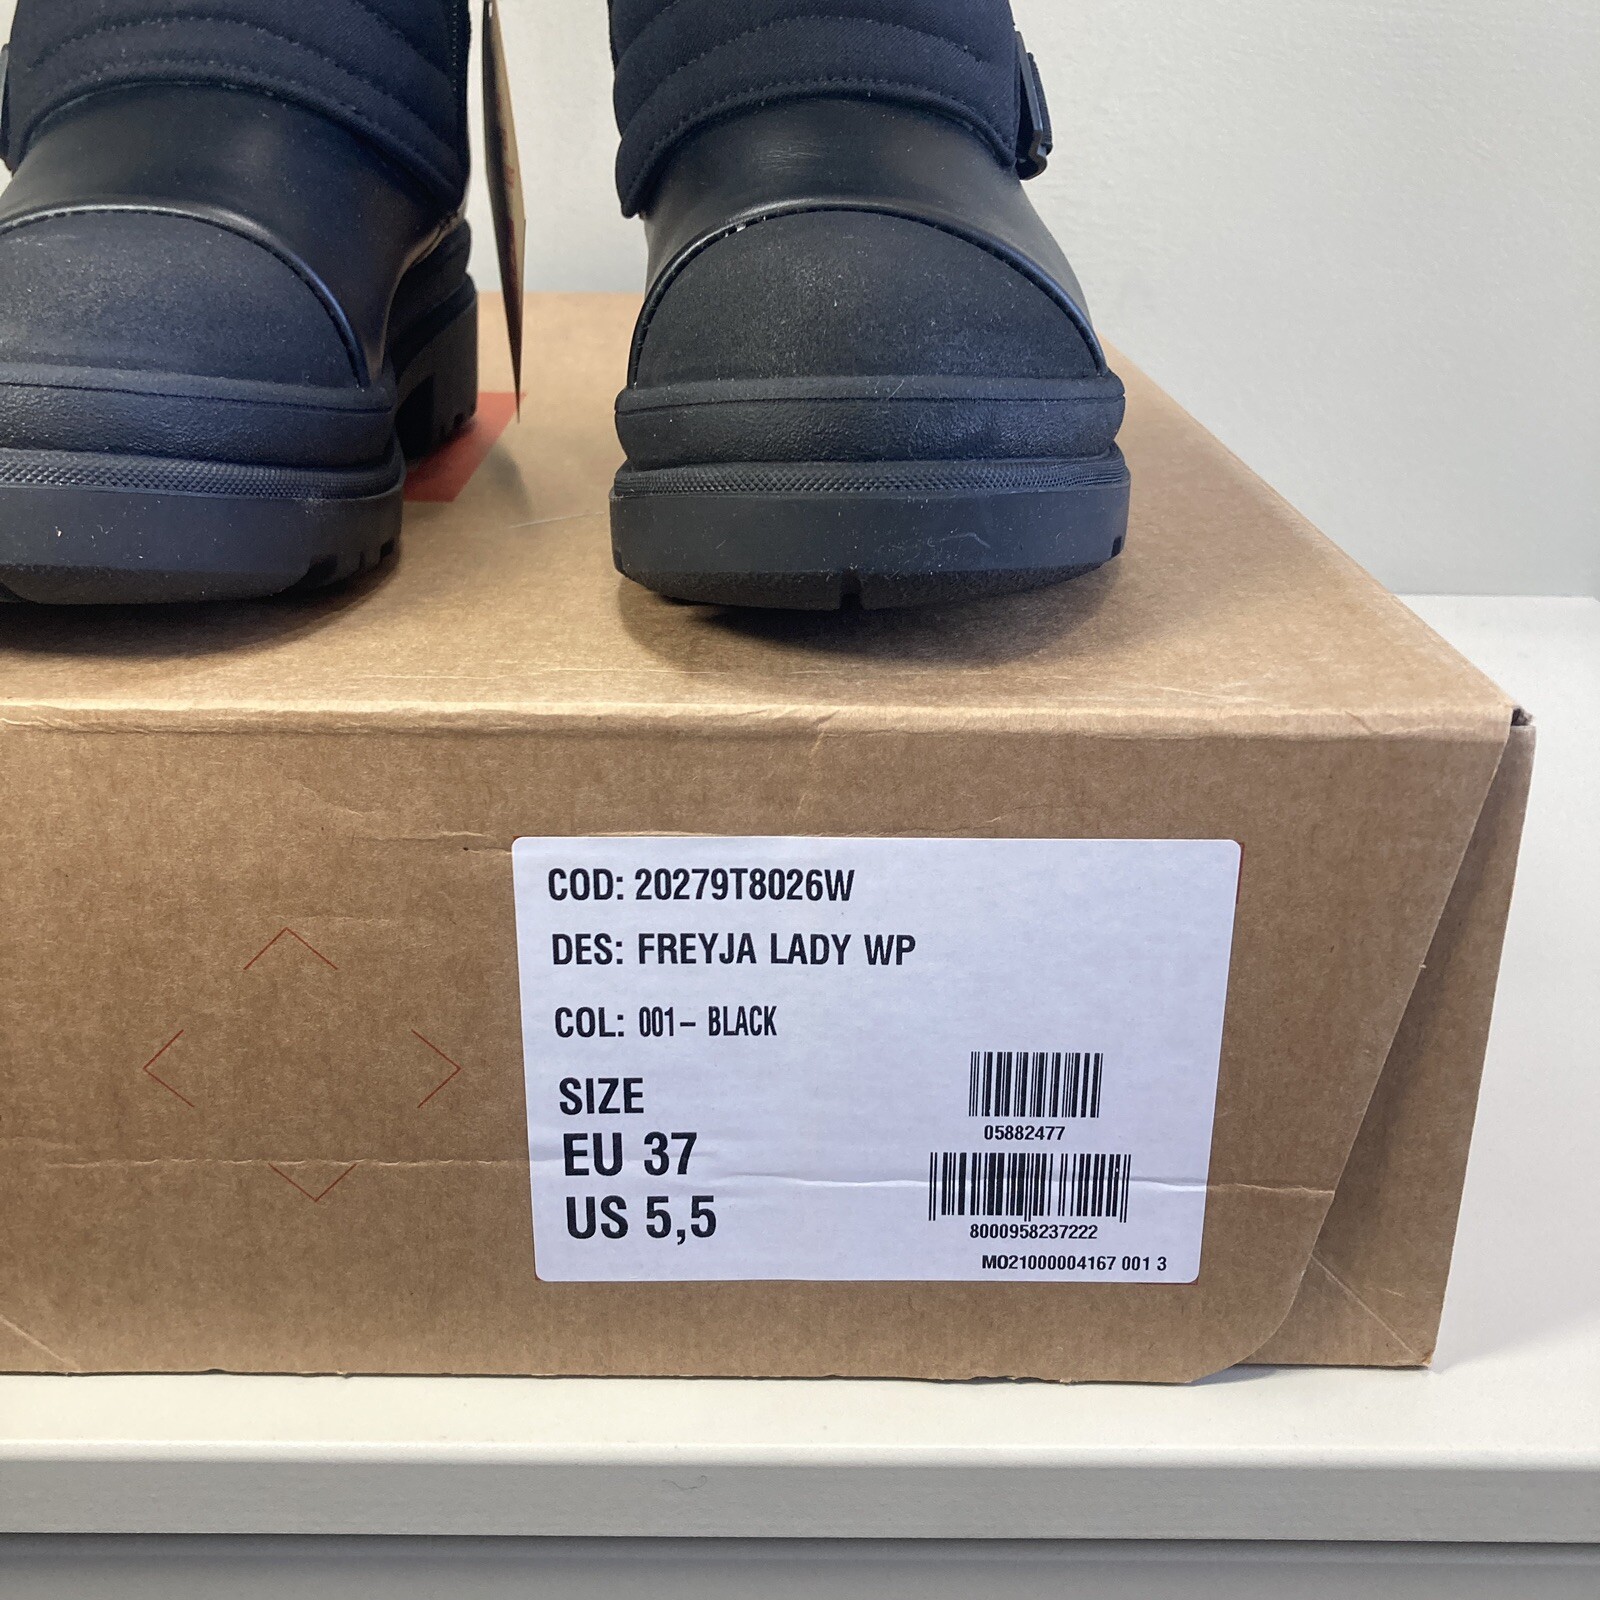 COD: 20279T8026W
DES: FREYJA LADY WP
COL: 001- BLACK
SIZE
EU 37
US 5,5
05882477
8000958237222
MO21000004167 001 3